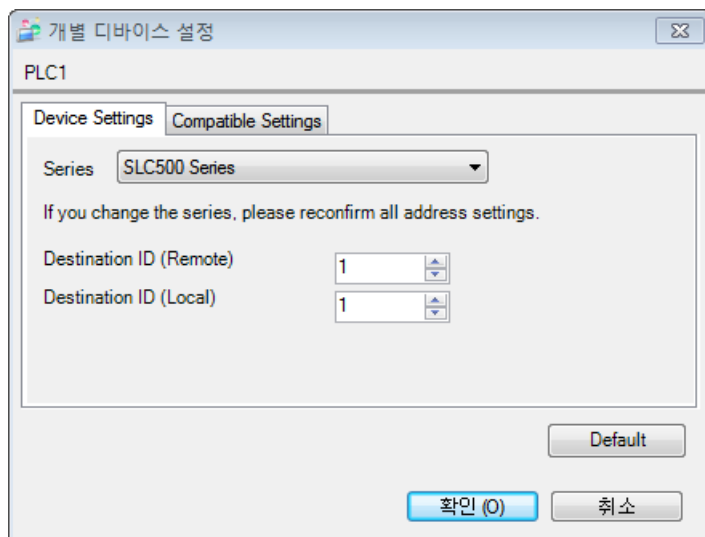 개별 디바이스 설정
PLC1
Device Settings Compatible Settings
Series SLC500 Series
If you change the series, please reconfirm all address settings.
Destination ID (Remote) 1
Destination ID (Local) 1
Default
확인 (O) 취소